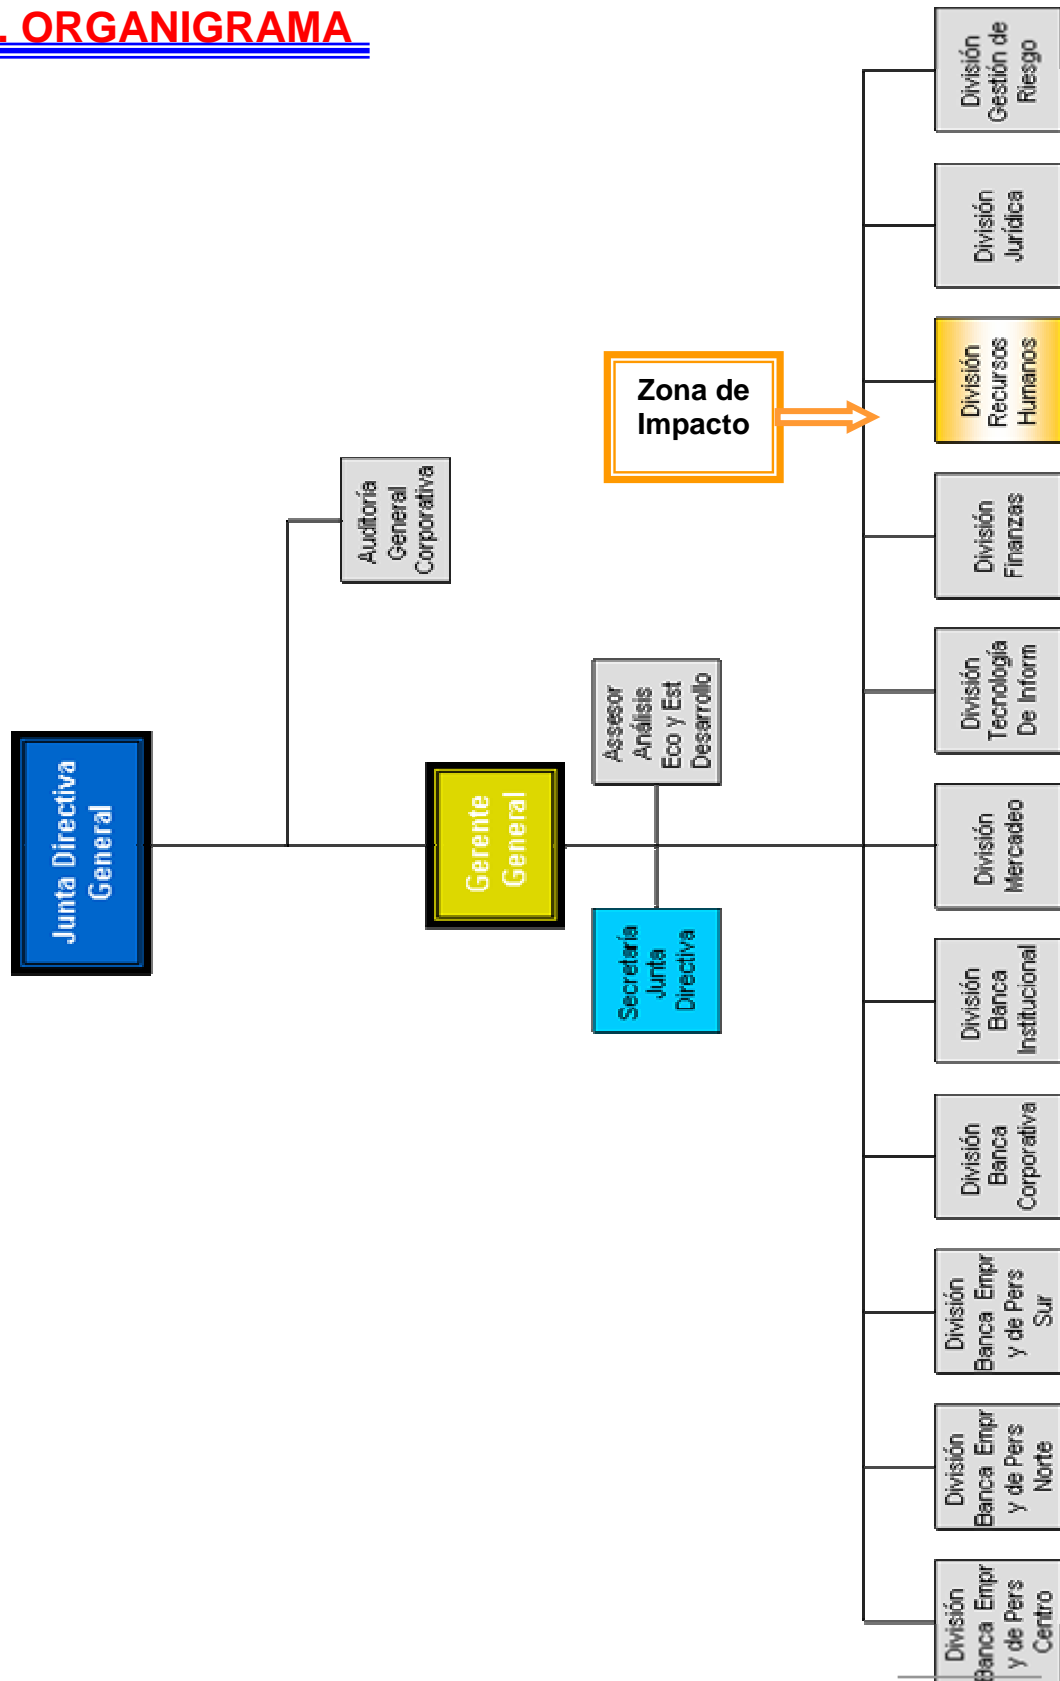 . ORGANIGRAMA
Junta Directiva
General
Auditoría
General
Corporativa
Gerente
General
Secretaría
Junta
Directiva
Assesor
Análisis
Eco y Est
Desarrollo
Zona de
Impacto
División
Banca Empr
y de Pers
Centro
División
Banca Empr
y de Pers
Norte
División
Banca Empr
y de Pers
Sur
División
Banca
Corporativa
División
Banca
Institucional
División
Mercadeo
División
Tecnología
De Inform
División
Finanzas
División
Recursos
Humanos
División
Jurídica
División
Gestión de
Riesgo